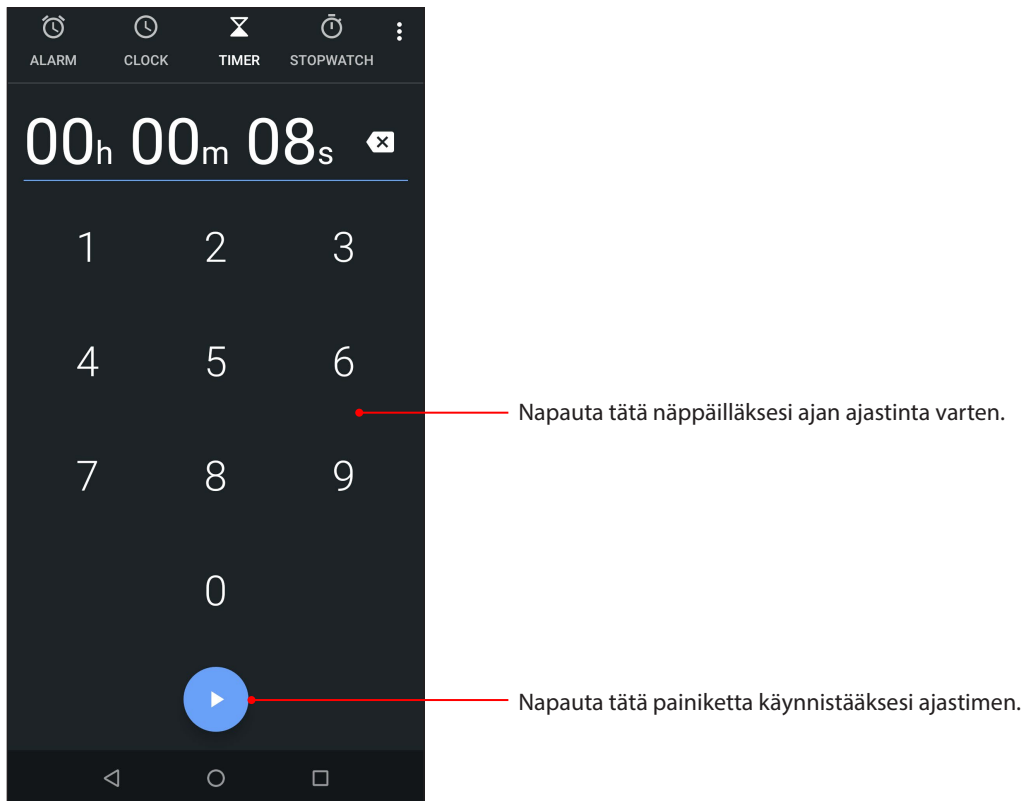 ALARM CLOCK TIMER STOPWATCH
00h 00m 08s
1 2 3
4 5 6
Napauta tätä näppäilläksesi ajan ajastinta varten.
7 8 9
0
Napauta tätä painiketta käynnistääksesi ajastimen.